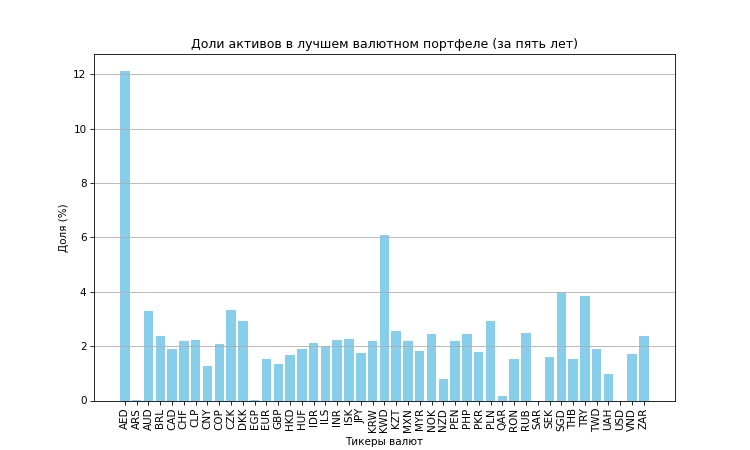 Доли активов в лучшем валютном портфеле (за пять лет)
Доля (%)
12
10
8
6
4
2
0
AED ARS AUD BRL CAD CHF CLP CNY COP CZK DKK EGP EUR GBP HKD HUF IDR ILS INR ISK JPY KRW KWD KZT MXN MYR NOK NZD PEN PHP PKR PLN QAR RON RUB SAR SEK SGD THB TRY TWD UAH USD VND ZAR
Тикеры валют